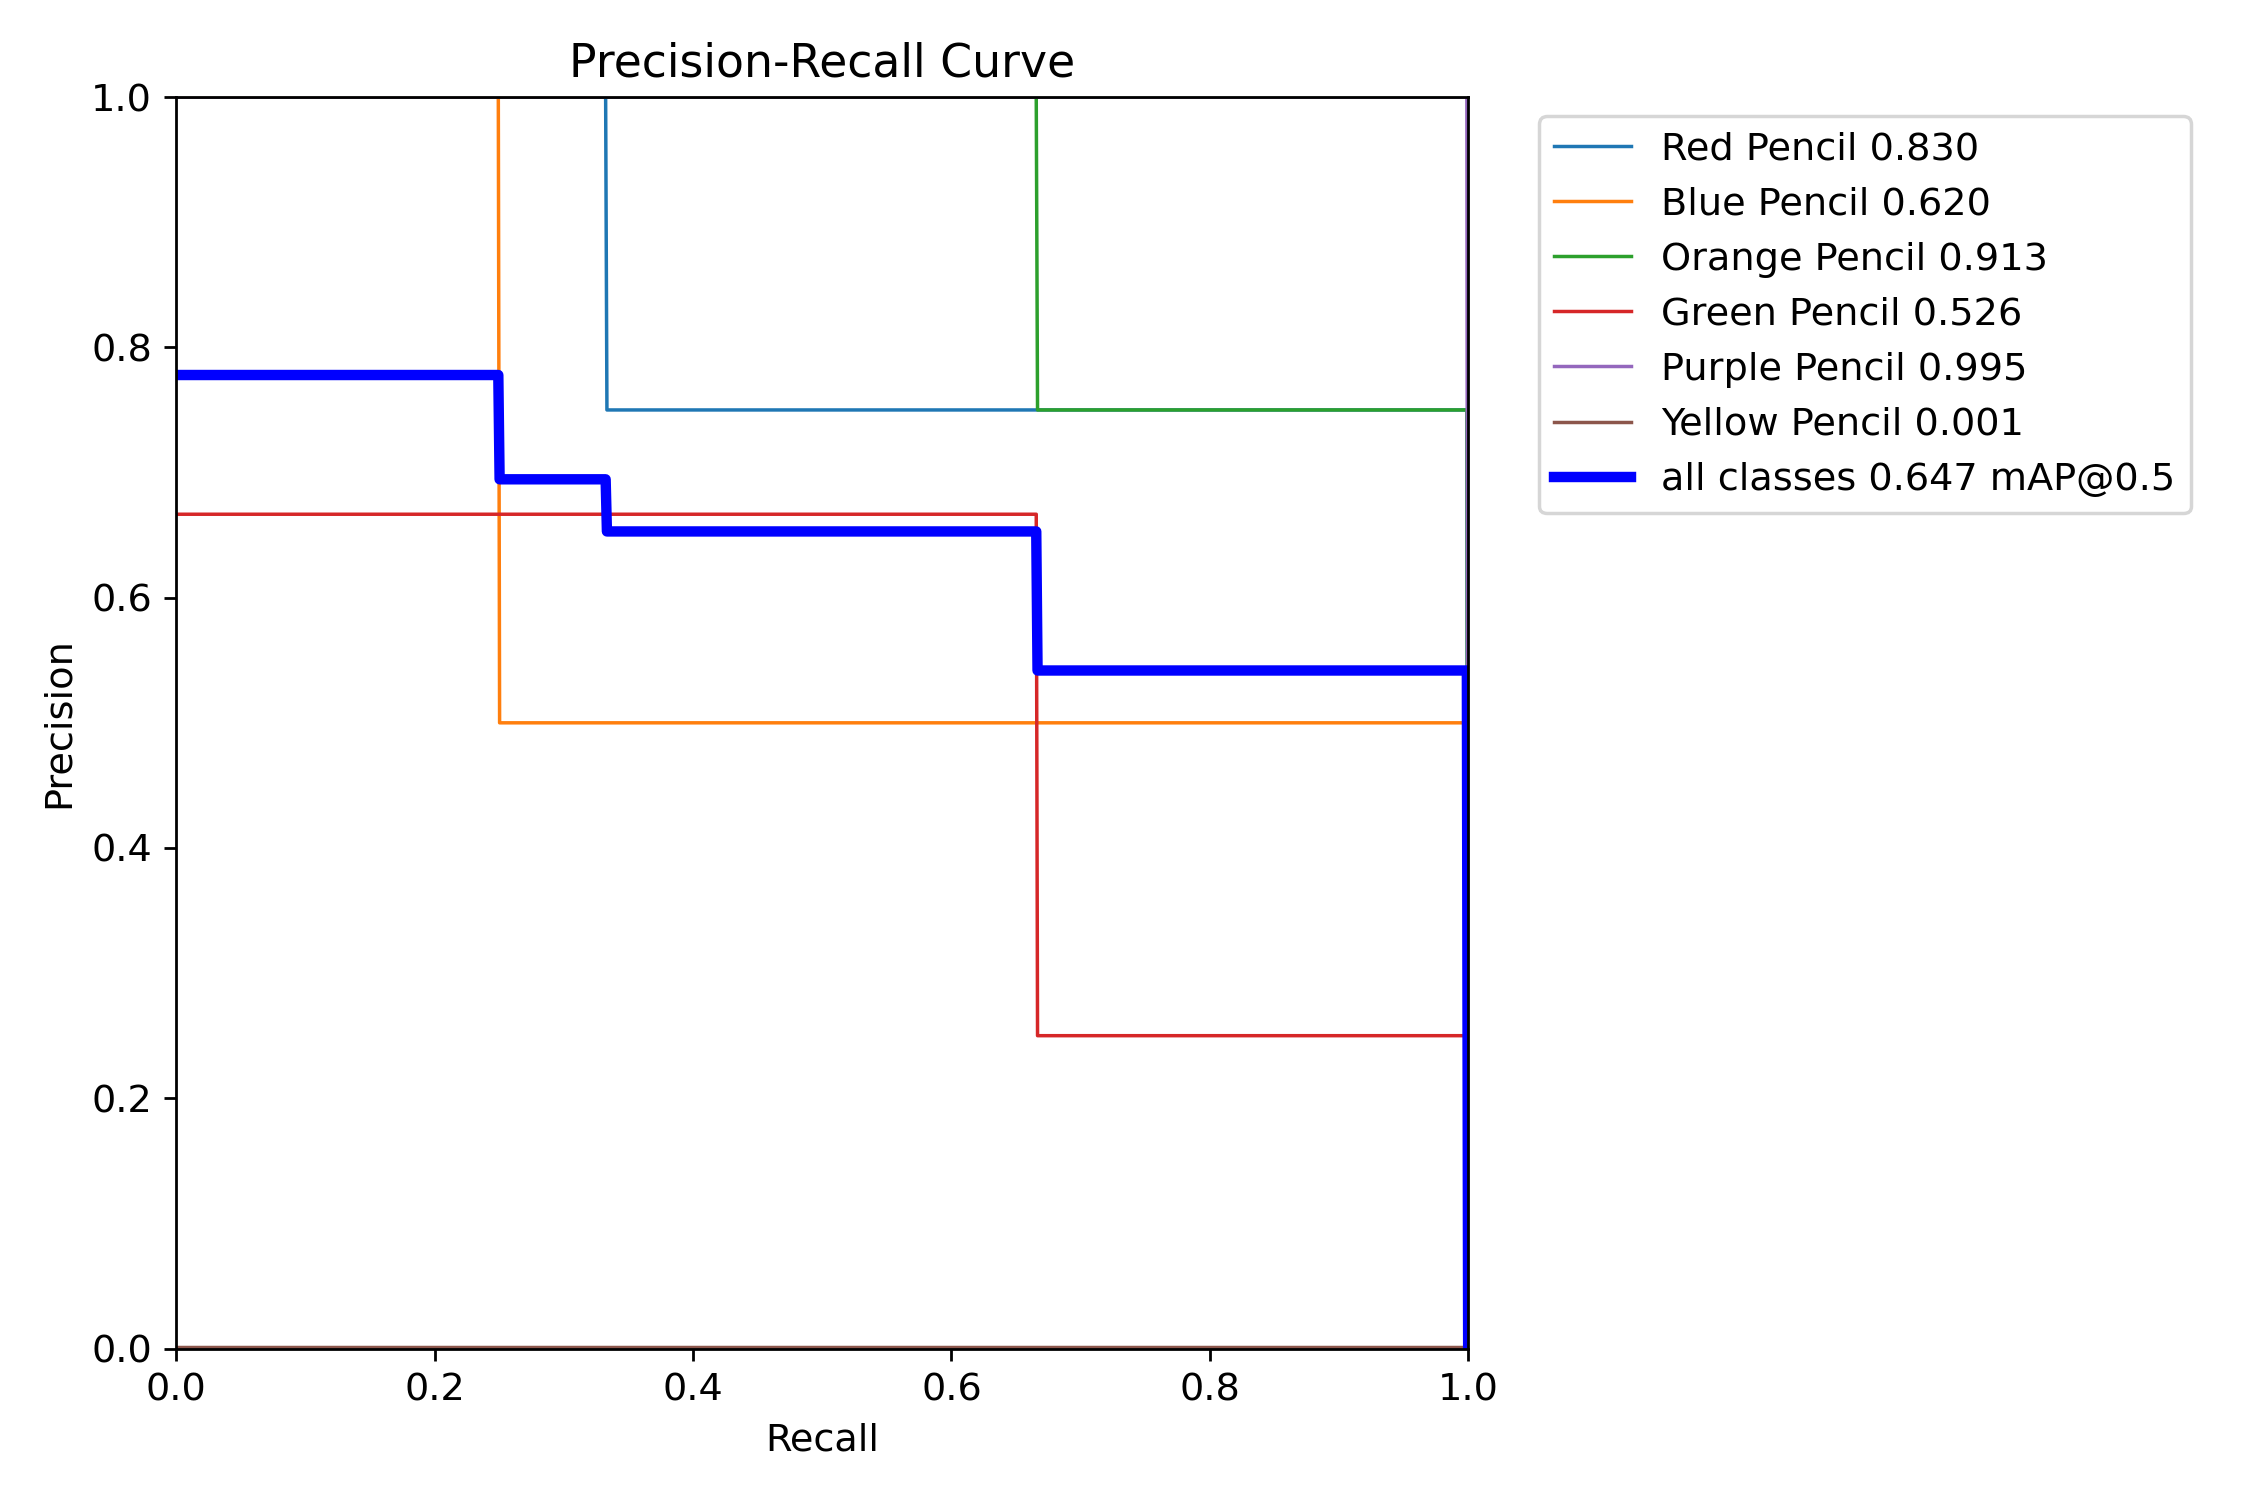 Precision-Recall Curve
1.0
0.8
0.6
0.4
0.2
0.0
Precision
0.0 0.2 0.4 0.6 0.8 1.0
Recall
Red Pencil 0.830
Blue Pencil 0.620
Orange Pencil 0.913
Green Pencil 0.526
Purple Pencil 0.995
Yellow Pencil 0.001
all classes 0.647 mAP@0.5